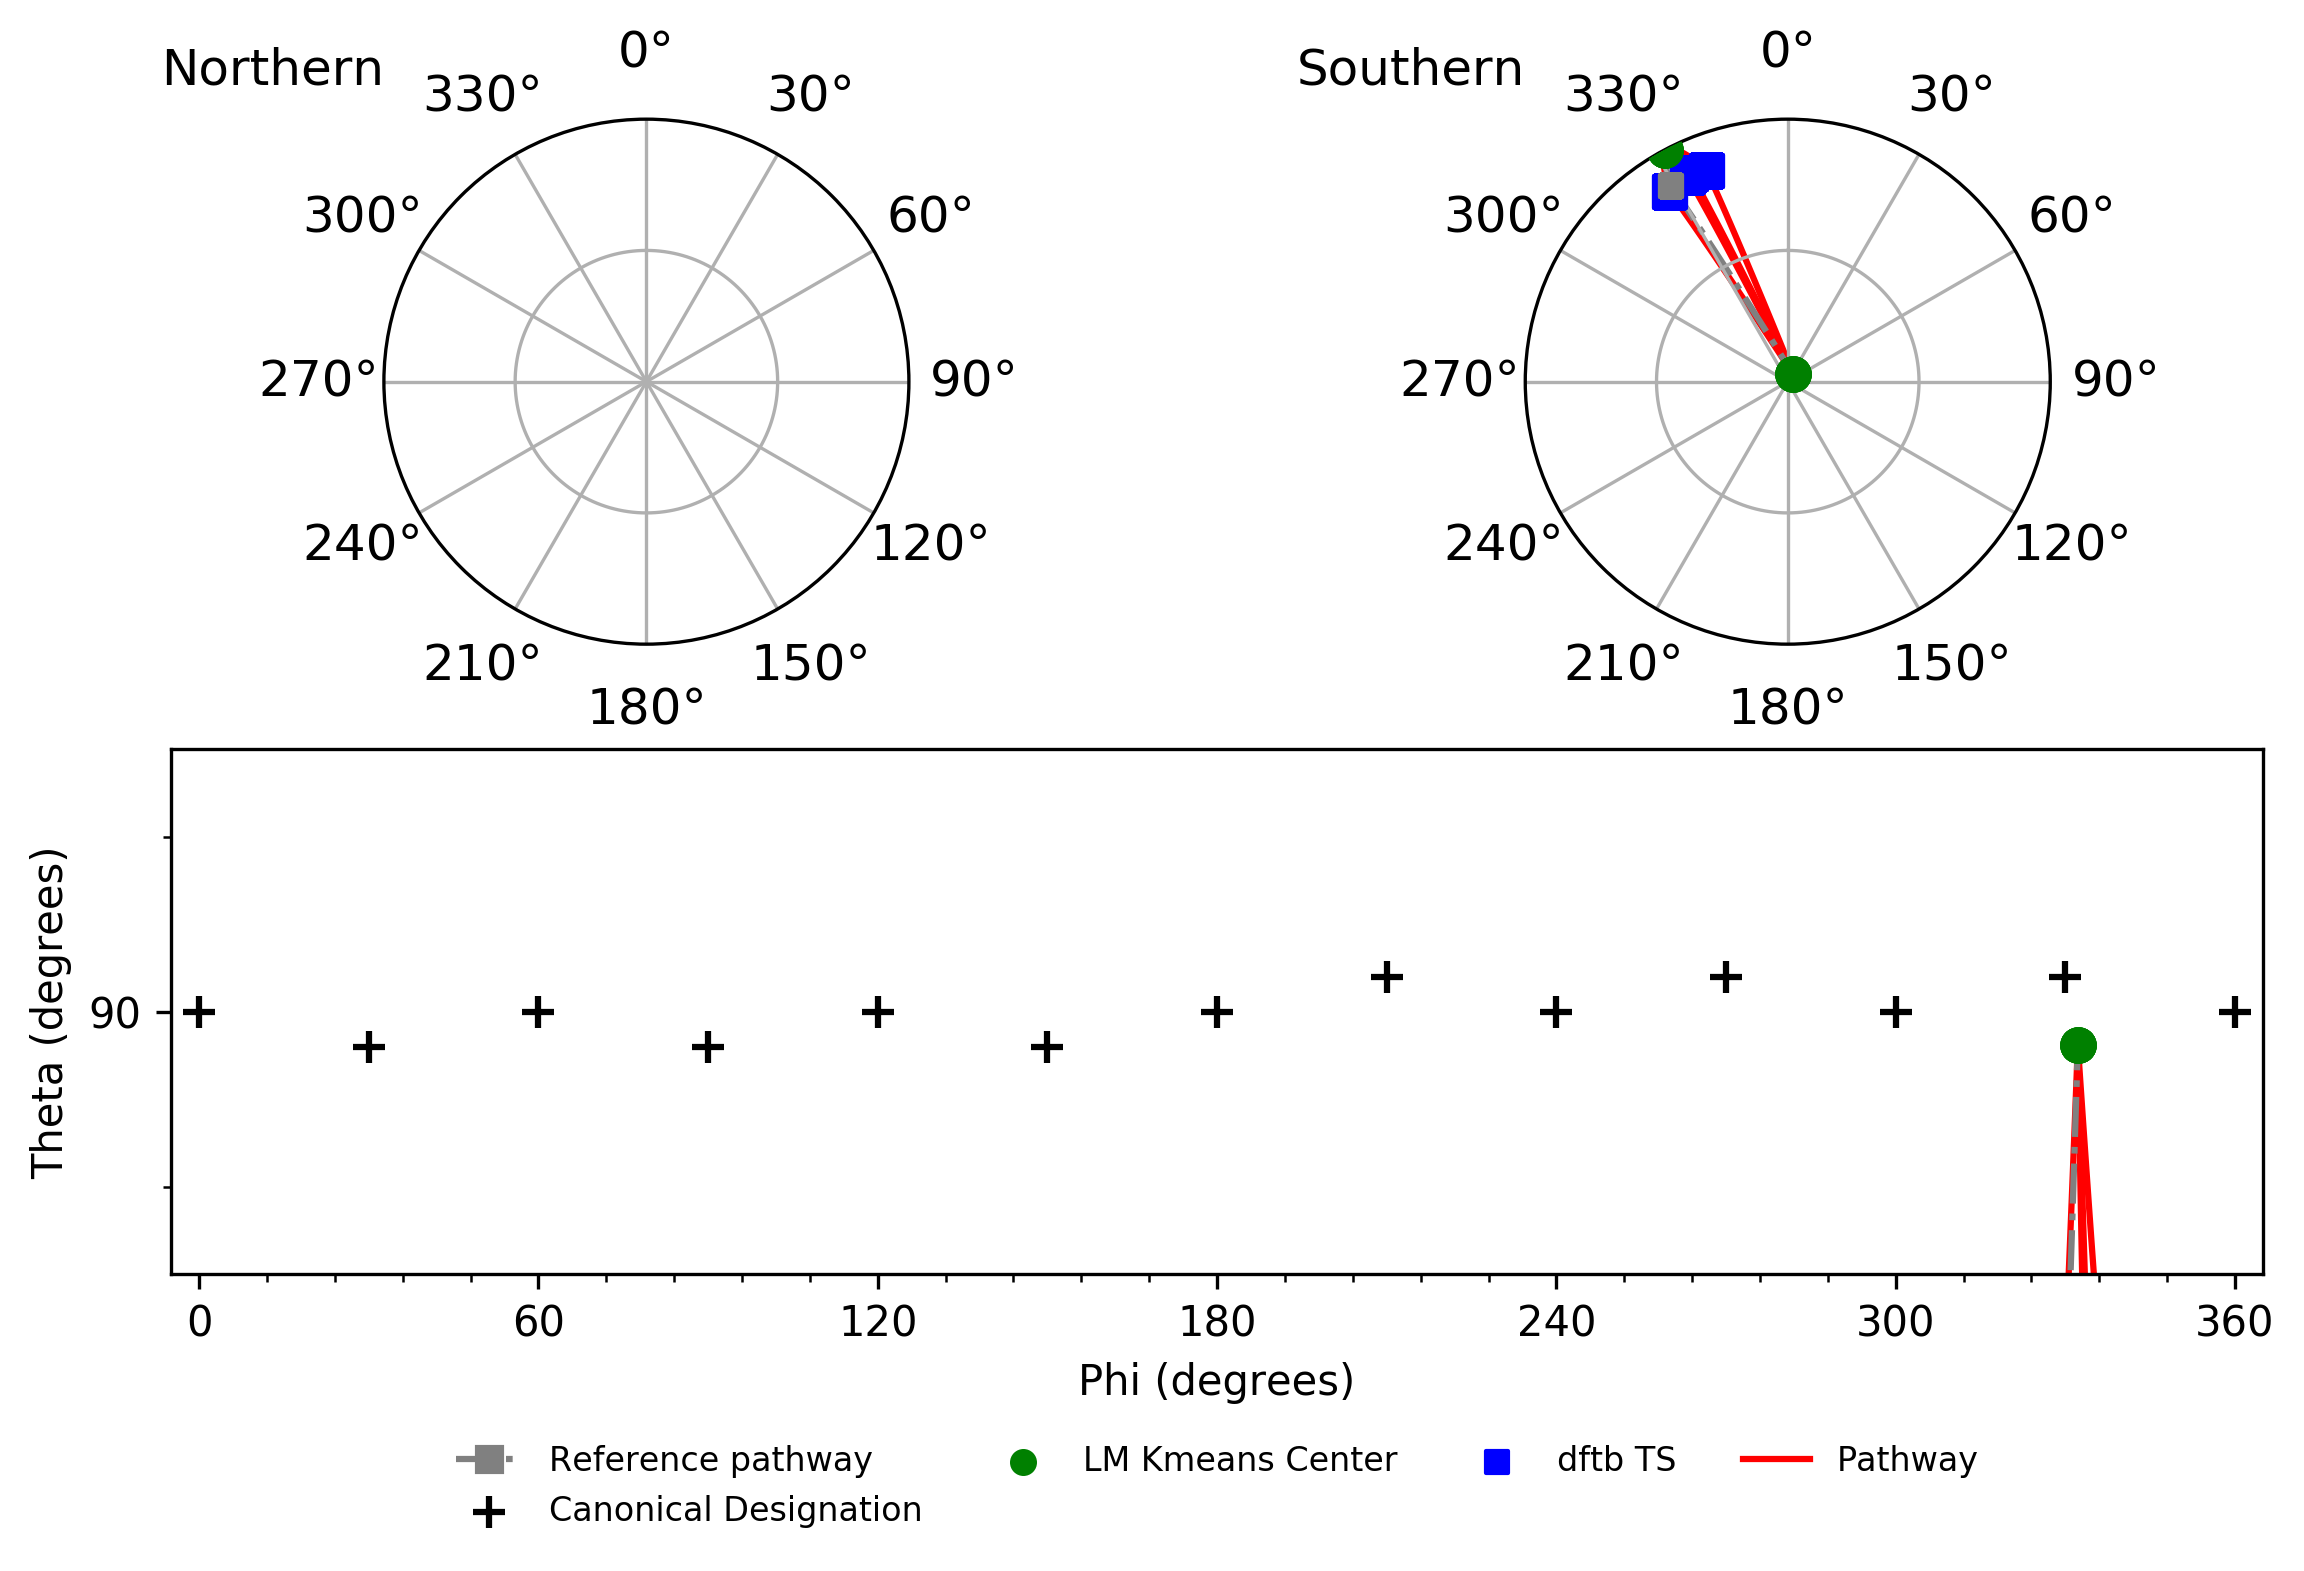 Northern
0°
330°
30°
300°
60°
270°
90°
240°
120°
210°
150°
180°
Southern
0°
330°
30°
300°
60°
270°
90°
240°
120°
210°
150°
180°
Theta (degrees)
90
0 60 120 180 240 300 360
Phi (degrees)
Reference pathway
Canonical Designation
LM Kmeans Center
dftb TS
Pathway